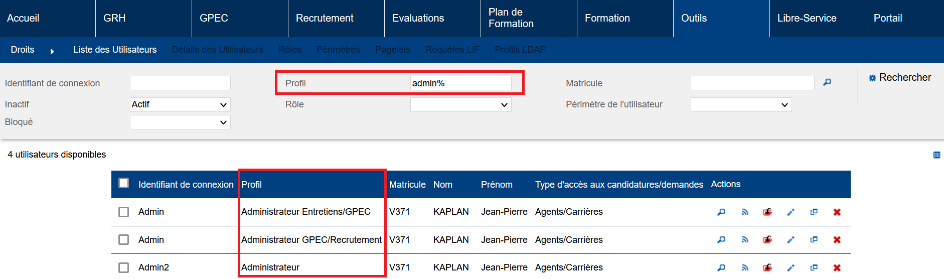 Accueil GRH GPEC Recrutement Evaluations Plan de Formation Formation Outils Libre-Service Portail
Droits Liste des Utilisateurs Détails des Utilisateurs Rôles Périmètres Pagelets Requêtes LIF Profils LDAP
Identifiant de connexion Profil admin% Matricule Rechercher
Inactif Actif Rôle Périmètre de l'utilisateur
Bloqué
4 utilisateurs disponibles
Identifiant de connexion Profil Matricule Nom Prénom Type d'accès aux candidatures/demandes Actions
Admin Administrateur Entretiens/GPEC V371 KAPLAN Jean-Pierre Agents/Carrières
Admin Administrateur GPEC/Recrutement V371 KAPLAN Jean-Pierre Agents/Carrières
Admin2 Administrateur V371 KAPLAN Jean-Pierre Agents/Carrières